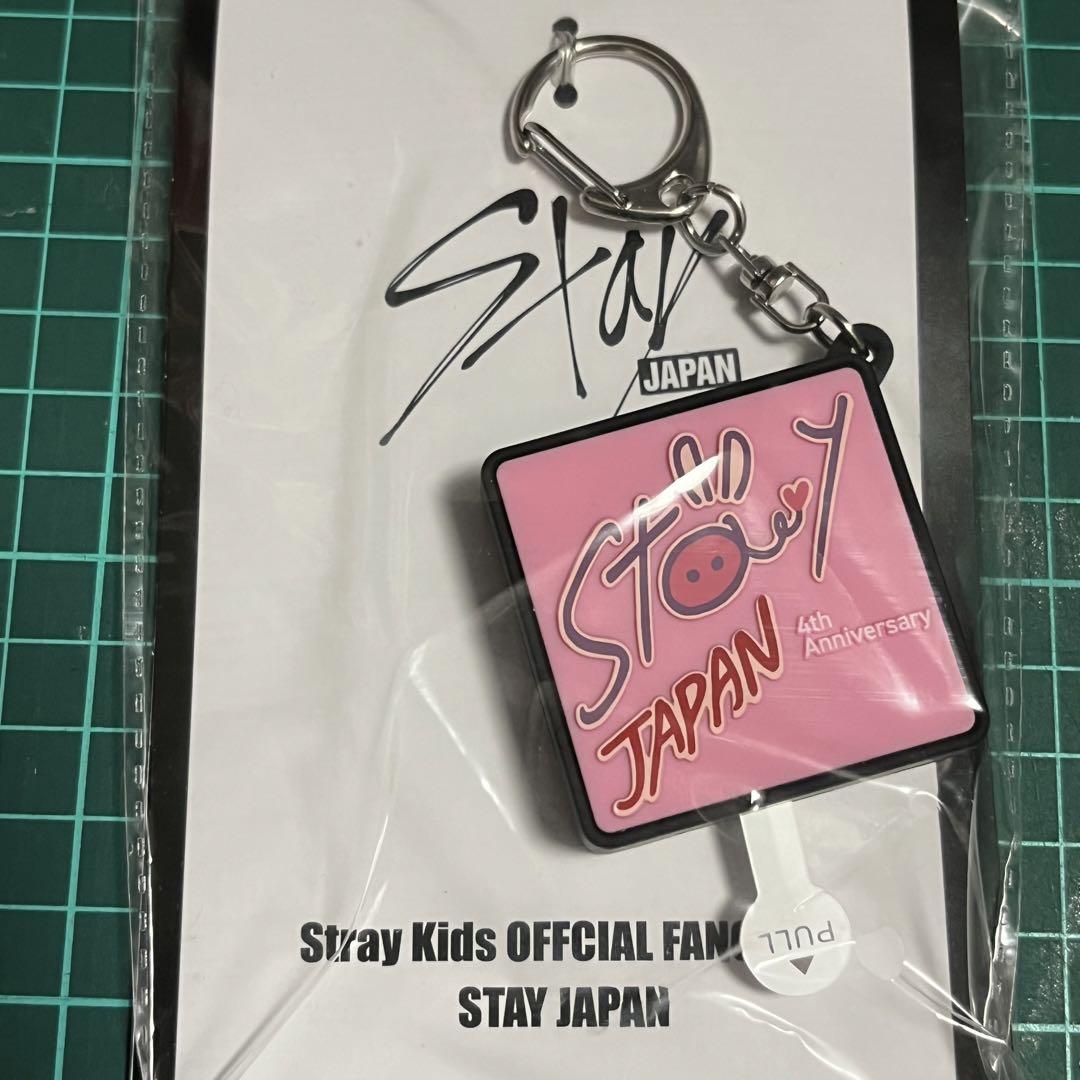 Stay
JAPAN
Stay
JAPAN
4th
Anniversary
Stray Kids OFFCIAL FANC
STAY JAPAN
PULL